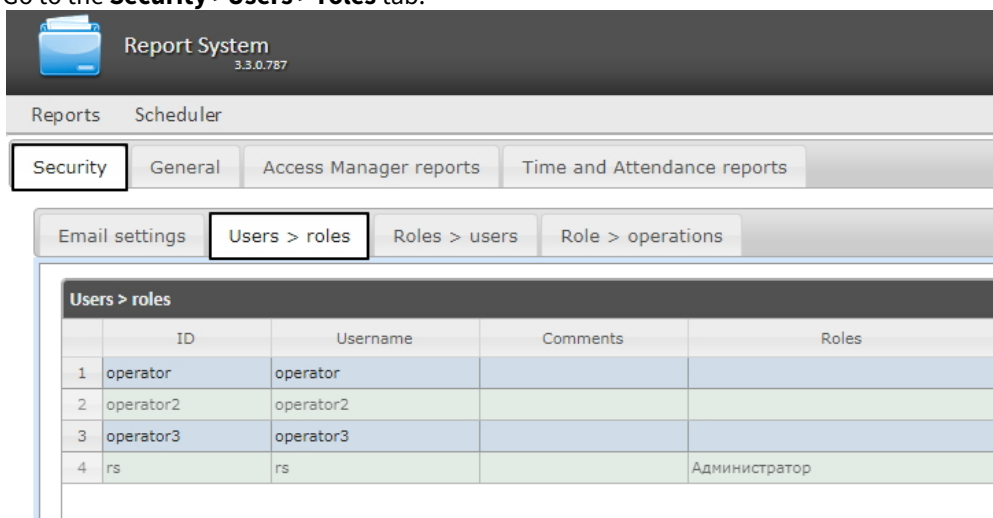 Go to the Security > Users > roles tab.
Report System
3.3.0.787
Reports Scheduler
Security General Access Manager reports Time and Attendance reports
Email settings Users > roles Roles > users Role > operations
Users > roles
ID Username Comments Roles
1 operator operator
2 operator2 operator2
3 operator3 operator3
4 rs rs Администратор